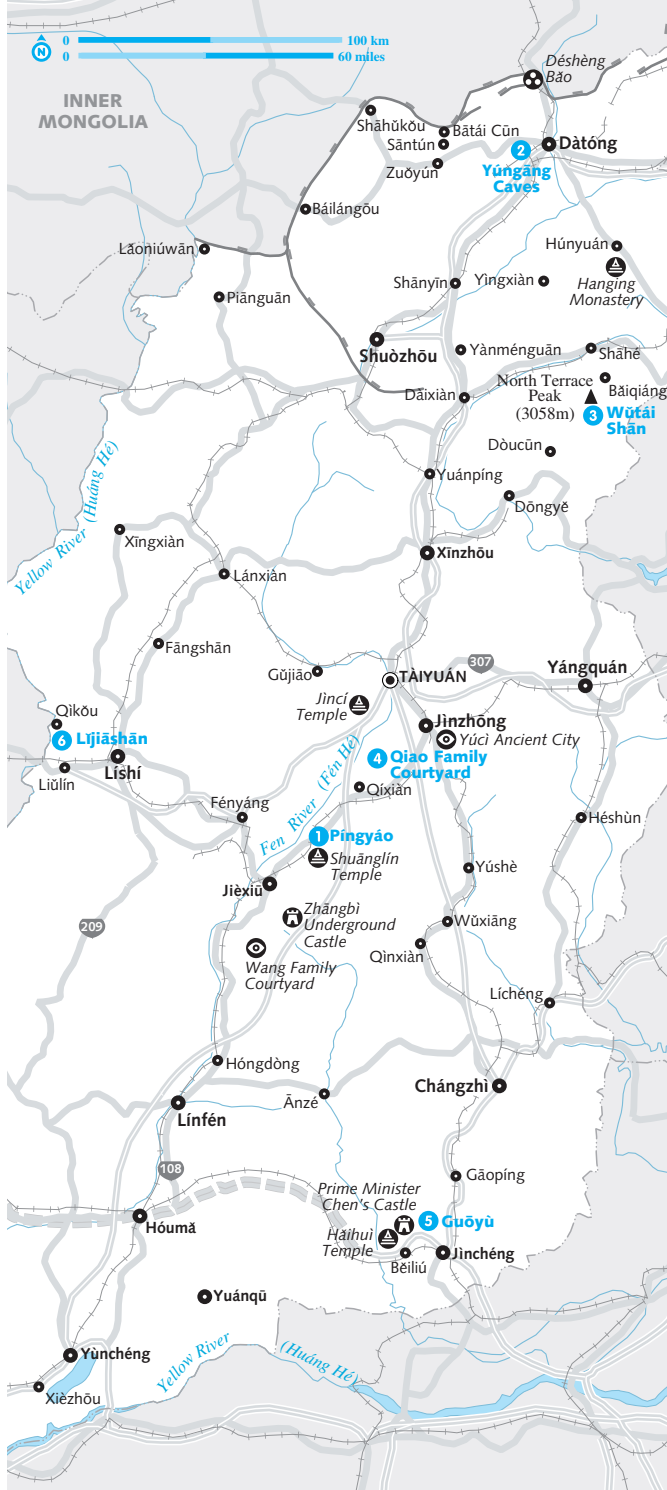 0 100 km
N
0 60 miles
Déshèng
Bǎo
INNER
MONGOLIA
Shāhǔkǒu
Bātái Cūn
Sāntún
Dàtóng
2
Yúngāng
Caves
Zuǒyún
Báilánggōu
Lǎoniúwān
Húnyuán
Hanging
Monastery
Piānguān
Shānyīn
Yìngxiàn
Shuòzhōu
Yànménguān
Shāhé
North Terrace
Peak
(3058m)
Bǎiqiáng
Dàixiàn
3 Wǔtái
Shān
Dòucūn
Yuánpíng
Dōngyě
Yellow River (Huáng Hé)
Xīngxiàn
Xīnzhōu
Lánxiàn
Fāngshān
Gǔjiāo
TÀIYUÁN
307
Yángquán
Jìncí
Temple
Qìkǒu
Jìnzhōng
Yúcì Ancient City
6 Lǐjiāshān
Líshí
Liǔlín
4 Qiao Family
Courtyard
Qíxiàn
Fen River (Fén Hé)
Fényáng
Héshùn
1 Píngyáo
Shuānglín
Temple
Yúshè
Jièxiū
Zhāngbì
Underground
Castle
Wǔxiāng
209
Wang Family
Courtyard
Qìnxiàn
Líchéng
Hóngdòng
Chángzhì
Ānzé
Línfén
108
Gāopíng
Prime Minister
Chen's Castle
5 Guōyù
Hóumǎ
Hǎihuì
Temple
Jìnchéng
Běiliú
Yuánqū
Yùnchéng
Yellow River
(Huáng Hé)
Xièzhōu